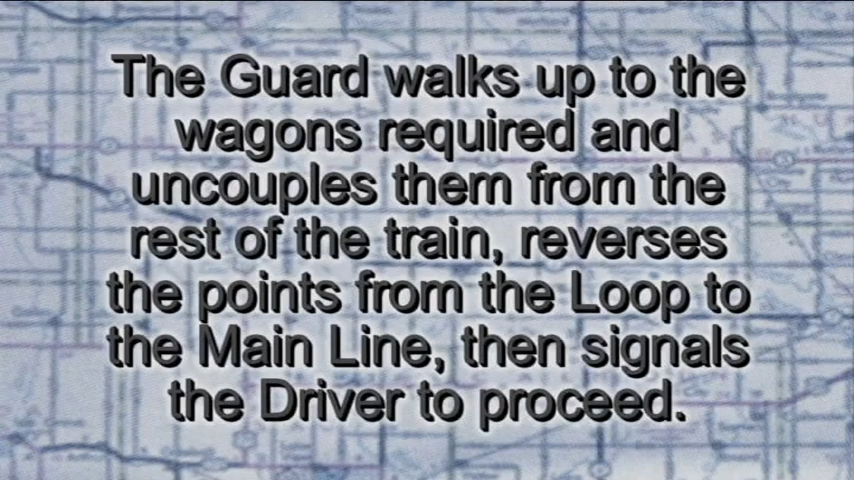 The Guard walks up to the
wagons required and
uncouples them from the
rest of the train, reverses
the points from the Loop to
the Main Line, then signals
the Driver to proceed.